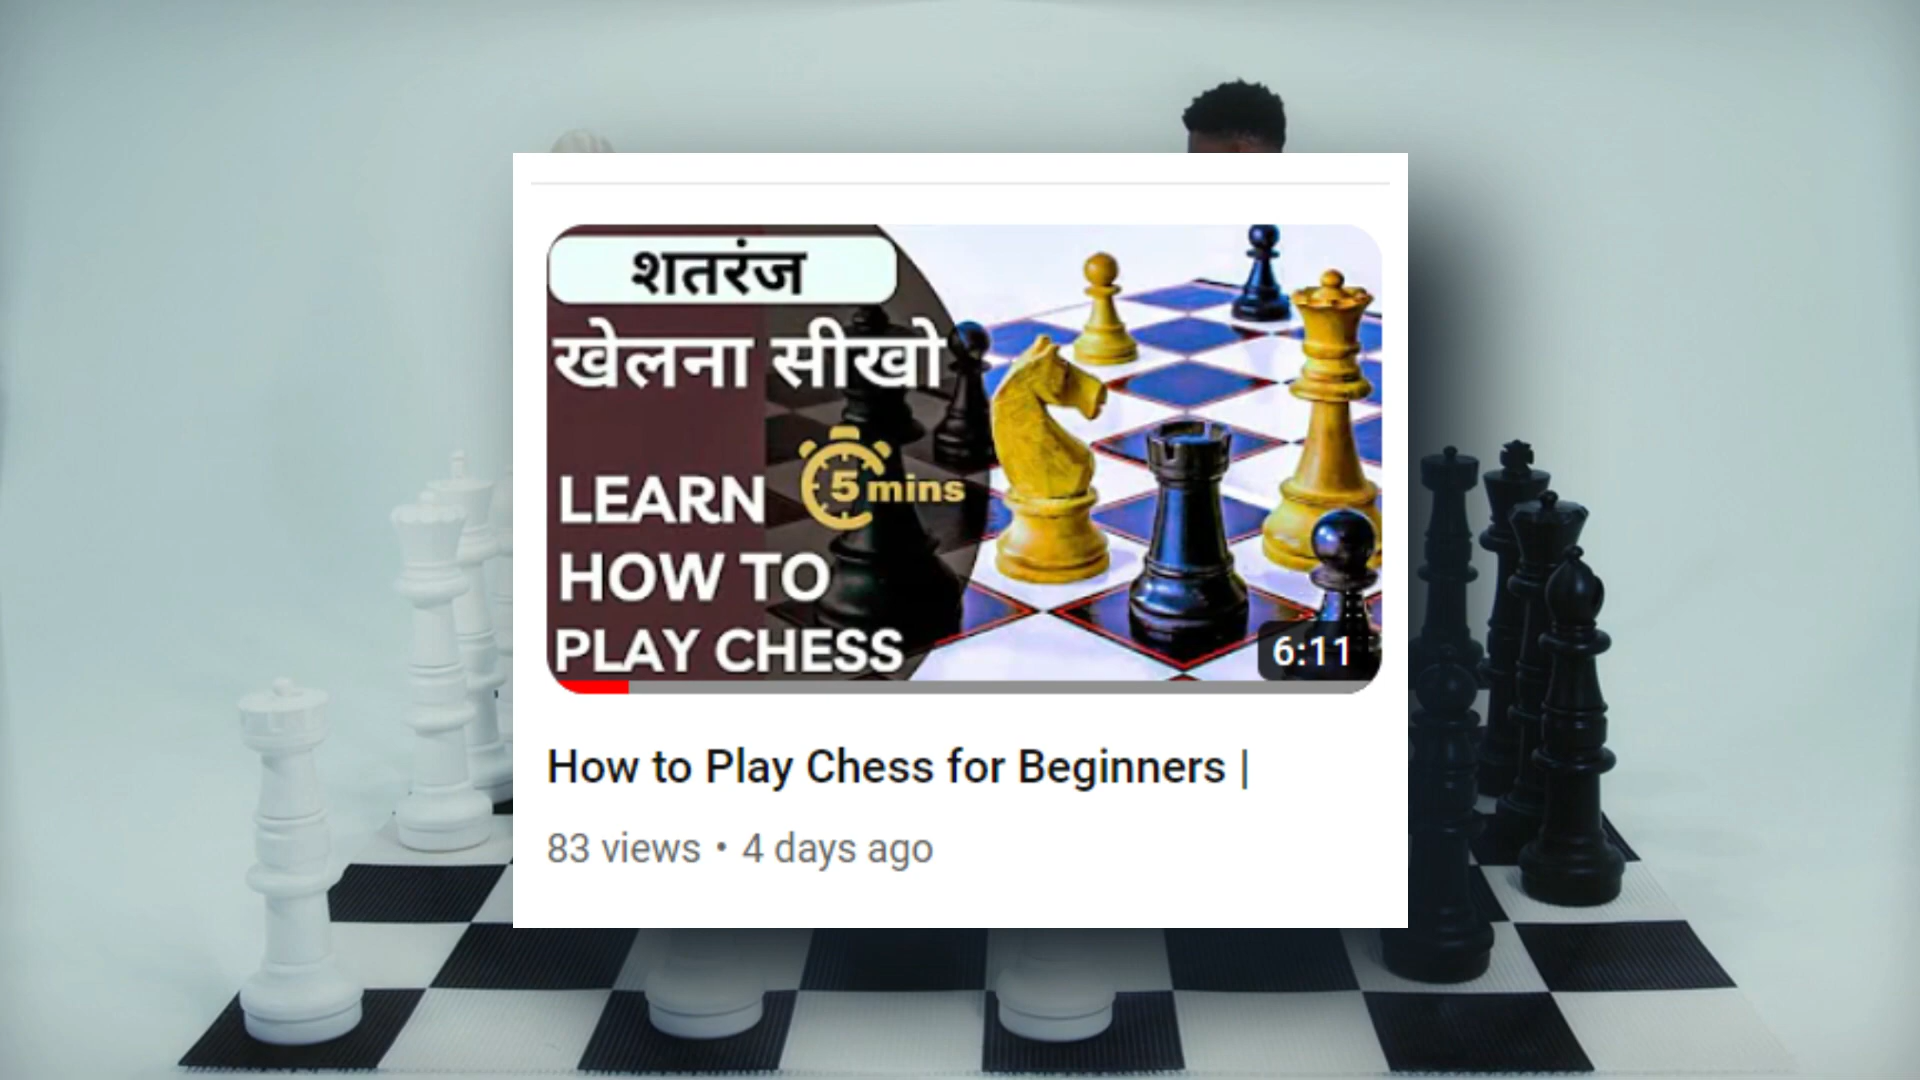 शतरंज
खेलना सीखो
5 mins
LEARN
HOW TO
PLAY CHESS
6:11
How to Play Chess for Beginners |
83 views • 4 days ago